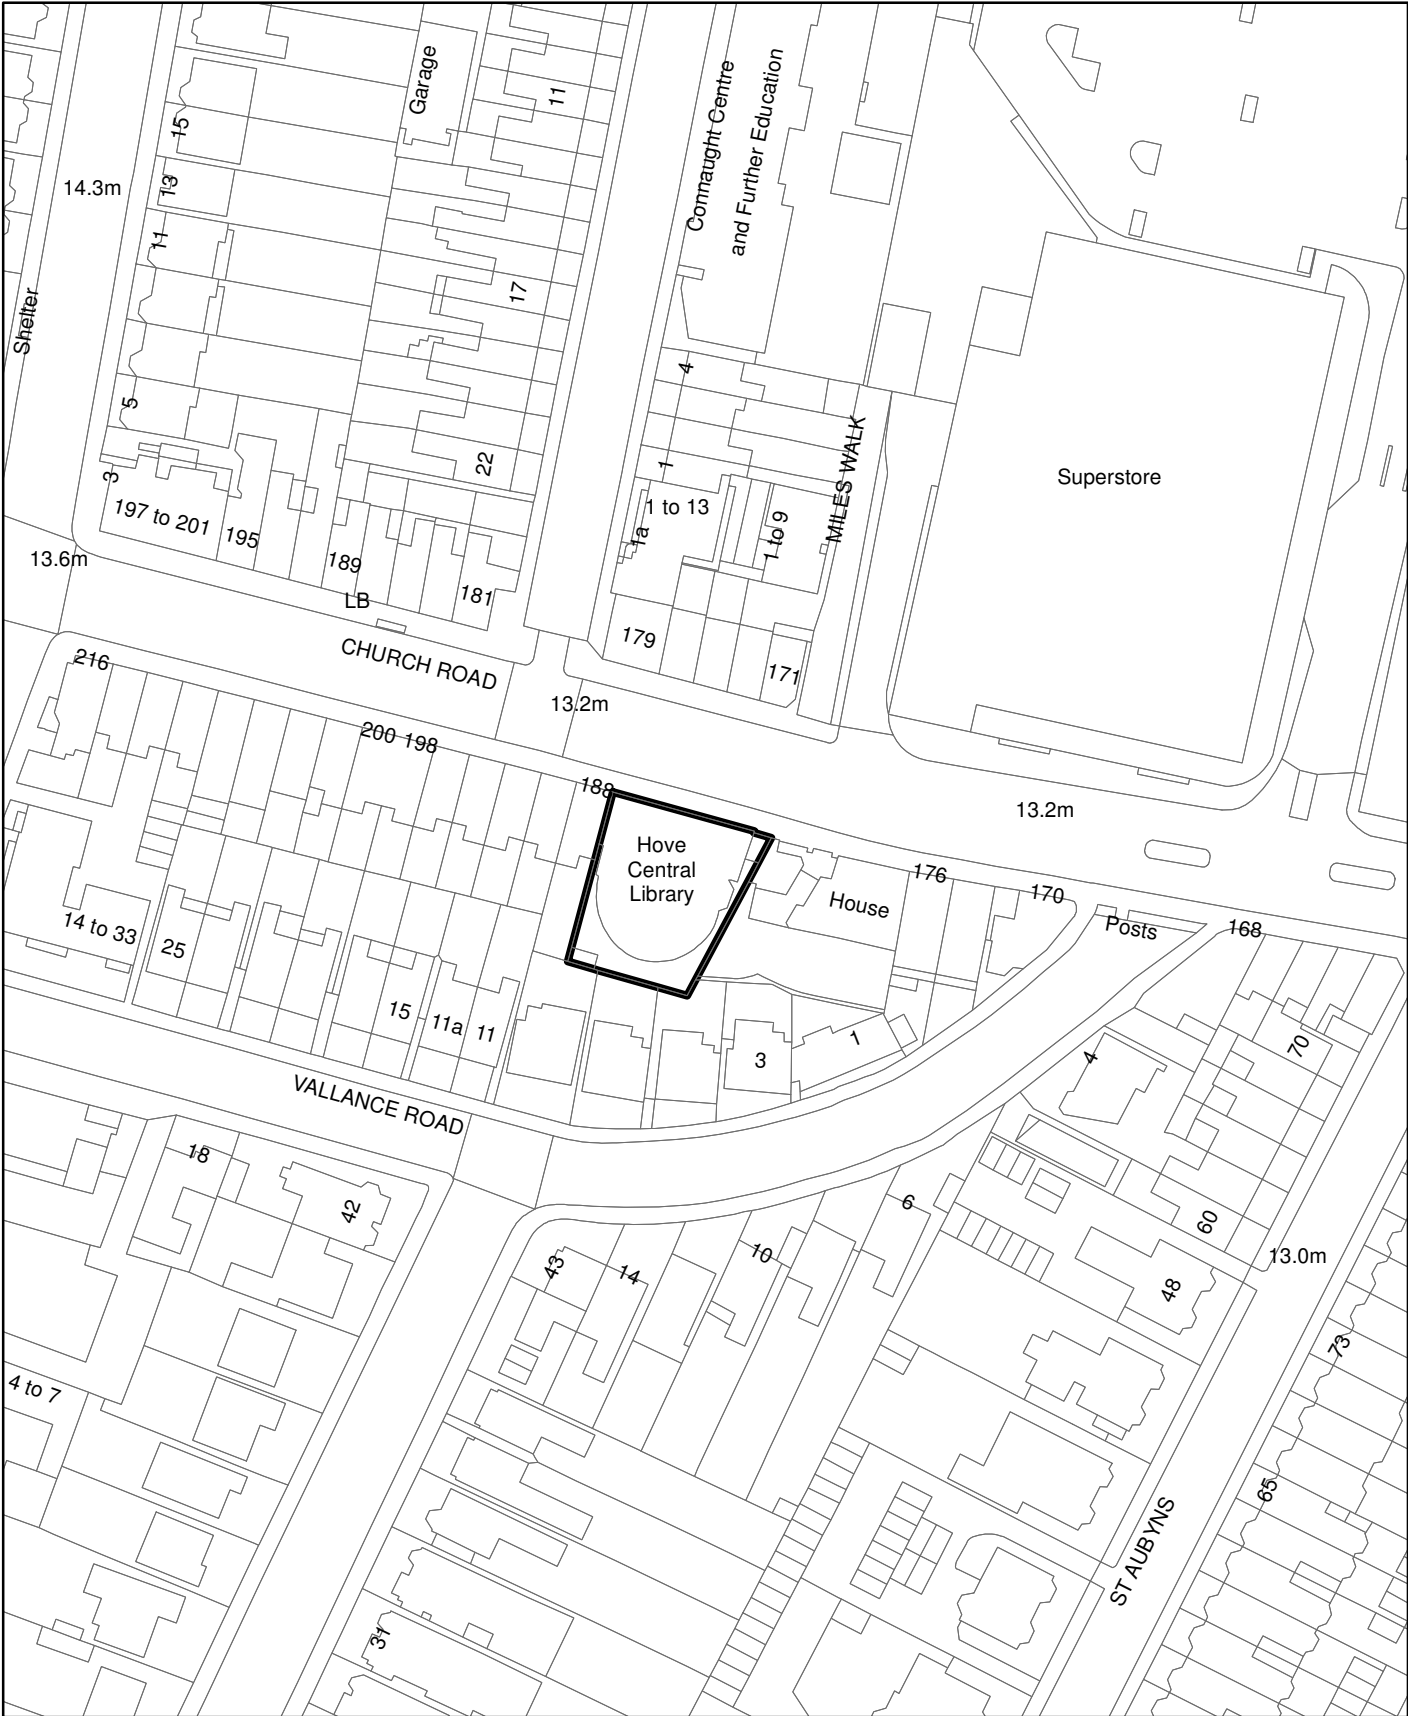 Garage
11
Connaught Centre
and Further Education
15
14.3m
13
11
17
Shelter
4
5
22
1
MILES WALK
Superstore
3
197 to 201
195
1 to 13
1a
1 to 9
13.6m
189
LB
181
179
171
216
CHURCH ROAD
13.2m
200 198
188
13.2m
Hove
Central
Library
House
176
170
Posts
168
14 to 33
25
15
11a
11
3
1
4
70
VALLANCE ROAD
18
42
6
60
13.0m
43
14
10
48
4 to 7
73
65
ST AUBYNS
31